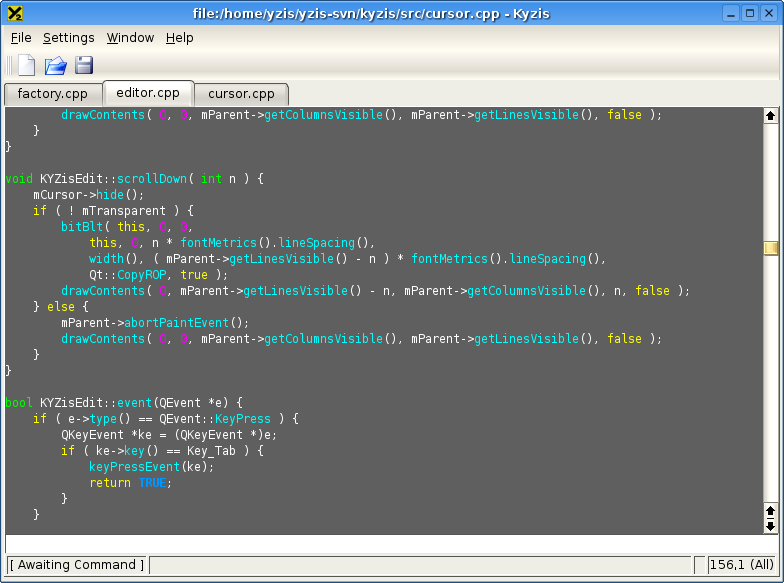 file:/home/yzis/yzis-svn/kyzis/src/cursor.cpp - Kyzis
File Settings Window Help
factory.cpp editor.cpp cursor.cpp
        drawContents( 0, 0, mParent->getColumnsVisible(), mParent->getLinesVisible(), false );
    }
}
void KYZisEdit::scrollDown( int n ) {
    mCursor->hide();
    if ( ! mTransparent ) {
        bitBlt( this, 0, 0,
            this, 0, n * fontMetrics().lineSpacing(),
            width(), ( mParent->getLinesVisible() - n ) * fontMetrics().lineSpacing(),
            Qt::CopyROP, true );
        drawContents( 0, mParent->getLinesVisible() - n, mParent->getColumnsVisible(), n, false );
    } else {
        mParent->abortPaintEvent();
        drawContents( 0, 0, mParent->getColumnsVisible(), mParent->getLinesVisible(), false );
    }
}
bool KYZisEdit::event(QEvent *e) {
    if ( e->type() == QEvent::KeyPress ) {
        QKeyEvent *ke = (QKeyEvent *)e;
        if ( ke->key() == Key_Tab ) {
            keyPressEvent(ke);
            return TRUE;
        }
    }
[ Awaiting Command ] 156,1 (All)